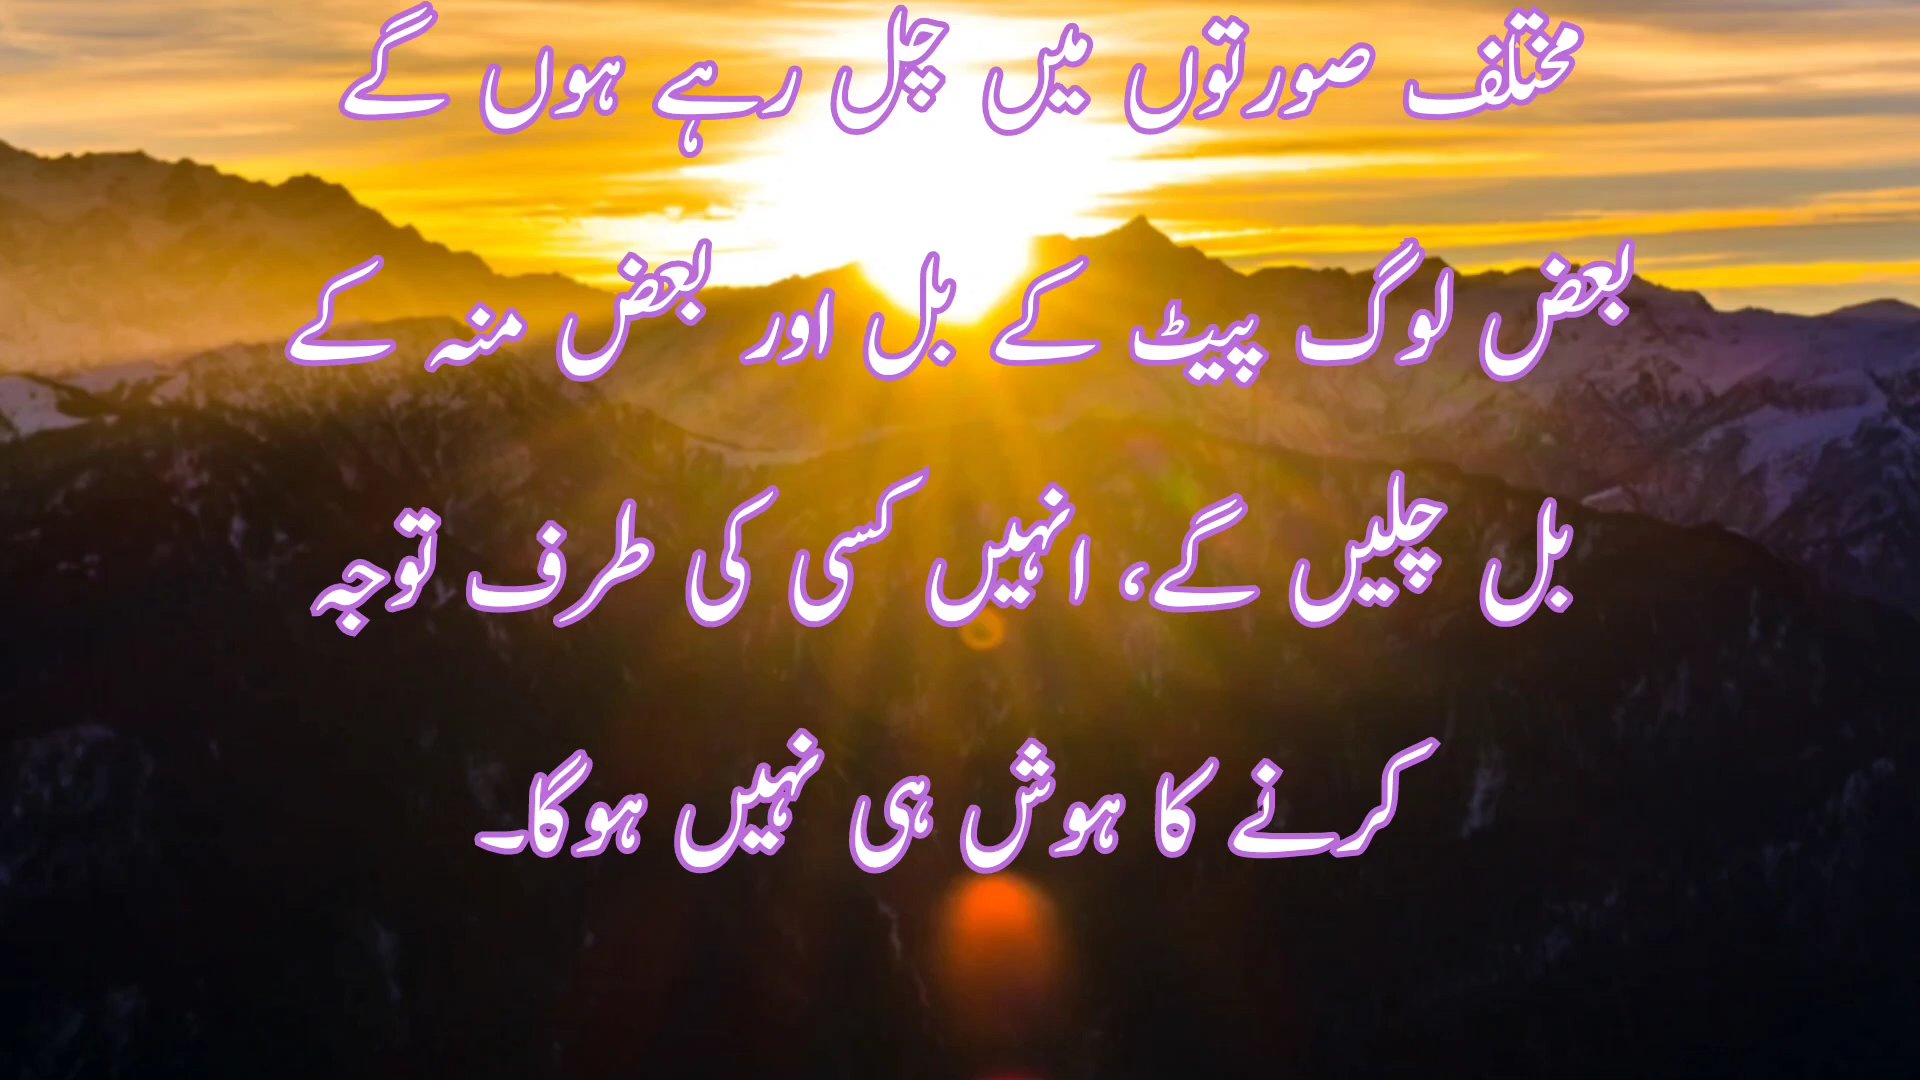 مختلف صورتوں میں چل رہے ہوں گے
بعض لوگ پیٹ کے بل اور بعض منہ کے
بل چلیں گے، انہیں کسی کی طرف توجہ
کرنے کا ہوش ہی نہیں ہوگا۔